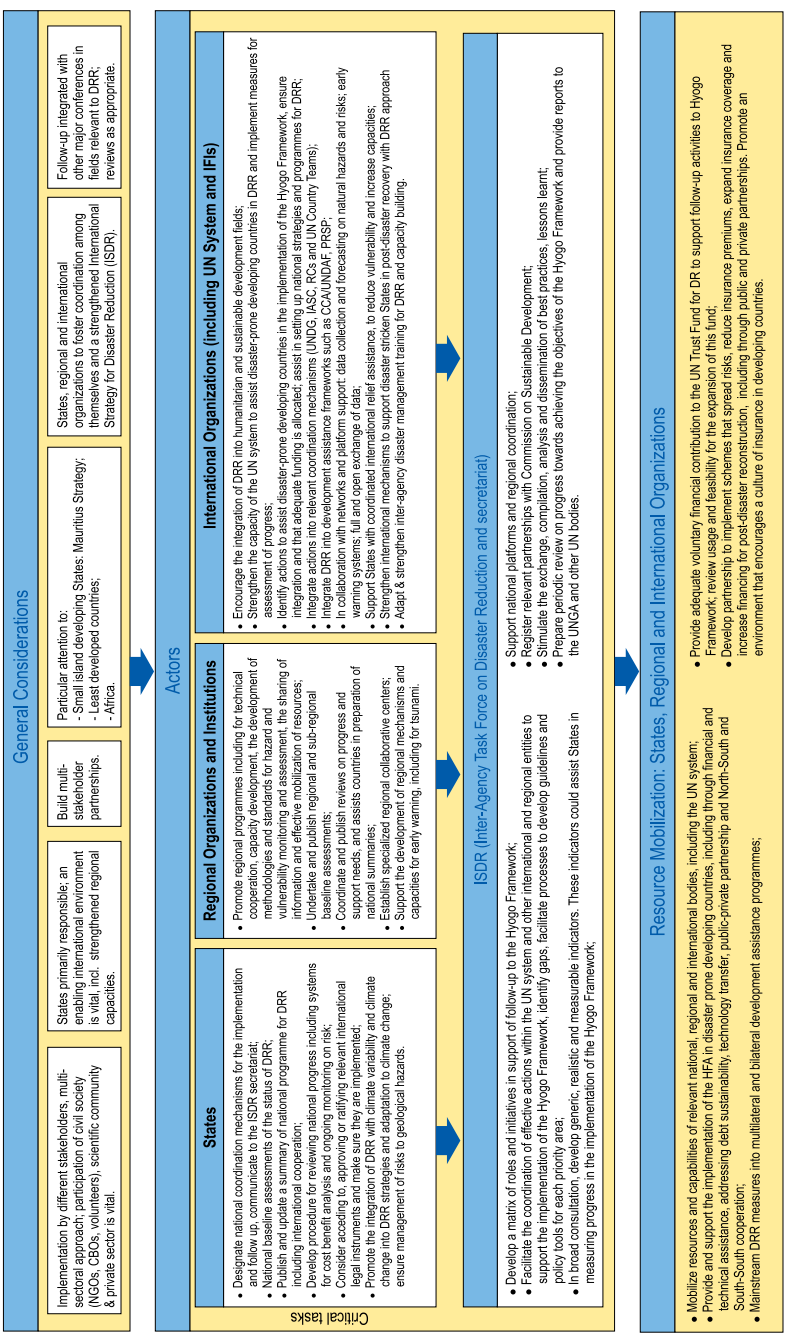 General Considerations
Implementation by different stakeholders, multi-
sectoral approach; participation of civil society
(NGOs, CBOs, volunteers), scientific community
& private sector is vital.
States primarily responsible; an
enabling international environment
is vital, incl. strengthened regional
capacities.
Build multi-
stakeholder
partnerships.
Particular attention to:
- Small island developing States: Mauritius Strategy;
- Least developed countries;
- Africa.
States, regional and international
organizations to foster coordination among
themselves and a strengthened International
Strategy for Disaster Reduction (ISDR).
Follow-up integrated with
other major conferences in
fields relevant to DRR;
reviews as appropriate.
Actors
Critical tasks
States
• Designate national coordination mechanisms for the implementation
and follow up, communicate to the ISDR secretariat;
• National baseline assessments of the status of DRR;
• Publish and update a summary of national programme for DRR
including international cooperation;
• Develop procedure for reviewing national progress including systems
for cost benefit analysis and ongoing monitoring on risk;
• Consider acceding to, approving or ratifying relevant international
legal instruments and make sure they are implemented;
• Promote the integration of DRR with climate variability and climate
change into DRR strategies and adaptation to climate change;
ensure management of risks to geological hazards.
Regional Organizations and Institutions
• Promote regional programmes including for technical
cooperation, capacity development, the development of
methodologies and standards for hazard and
vulnerability monitoring and assessment, the sharing of
information and effective mobilization of resources;
• Undertake and publish regional and sub-regional
baseline assessments;
• Coordinate and publish reviews on progress and
support needs, and assists countries in preparation of
national summaries;
• Establish specialized regional collaborative centers;
• Support the development of regional mechanisms and
capacities for early warning, including for tsunami.
International Organizations (including UN System and IFIs)
• Encourage the integration of DRR into humanitarian and sustainable development fields;
• Strengthen the capacity of the UN system to assist disaster-prone developing countries in DRR and implement measures for
assessment of progress;
• Identify actions to assist disaster-prone developing countries in the implementation of the Hyogo Framework, ensure
integration and that adequate funding is allocated; assist in setting up national strategies and programmes for DRR;
• Integrate actions into relevant coordination mechanisms (UNDG, IASC, RCs and UN Country Teams);
• Integrate DRR into development assistance frameworks such as CCA/UNDAF, PRSP;
• In collaboration with networks and platform support: data collection and forecasting on natural hazards and risks; early
warning systems; full and open exchange of data;
• Support States with coordinated international relief assistance, to reduce vulnerability and increase capacities;
• Strengthen international mechanisms to support disaster stricken States in post-disaster recovery with DRR approach
• Adapt & strengthen inter-agency disaster management training for DRR and capacity building.
ISDR (Inter-Agency Task Force on Disaster Reduction and secretariat)
• Develop a matrix of roles and initiatives in support of follow-up to the Hyogo Framework;
• Facilitate the coordination of effective actions within the UN system and other international and regional entities to
support the implementation of the Hyogo Framework, identify gaps, facilitate processes to develop guidelines and
policy tools for each priority area;
• In broad consultation, develop generic, realistic and measurable indicators. These indicators could assist States in
measuring progress in the implementation of the Hyogo Framework;
• Support national platforms and regional coordination;
• Register relevant partnerships with Commission on Sustainable Development;
• Stimulate the exchange, compilation, analysis and dissemination of best practices, lessons learnt;
• Prepare periodic review on progress towards achieving the objectives of the Hyogo Framework and provide reports to
the UNGA and other UN bodies.
Resource Mobilization: States, Regional and International Organizations
• Mobilize resources and capabilities of relevant national, regional and international bodies, including the UN system;
• Provide and support the implementation of the HFA in disaster prone developing countries, including through financial and
technical assistance, addressing debt sustainability, technology transfer, public-private partnership and North-South and
South-South cooperation;
• Mainstream DRR measures into multilateral and bilateral development assistance programmes;
• Provide adequate voluntary financial contribution to the UN Trust Fund for DR to support follow-up activities to Hyogo
Framework; review usage and feasibility for the expansion of this fund;
• Develop partnership to implement schemes that spread risks, reduce insurance premiums, expand insurance coverage and
increase financing for post-disaster reconstruction, including through public and private partnerships. Promote an
environment that encourages a culture of insurance in developing countries.